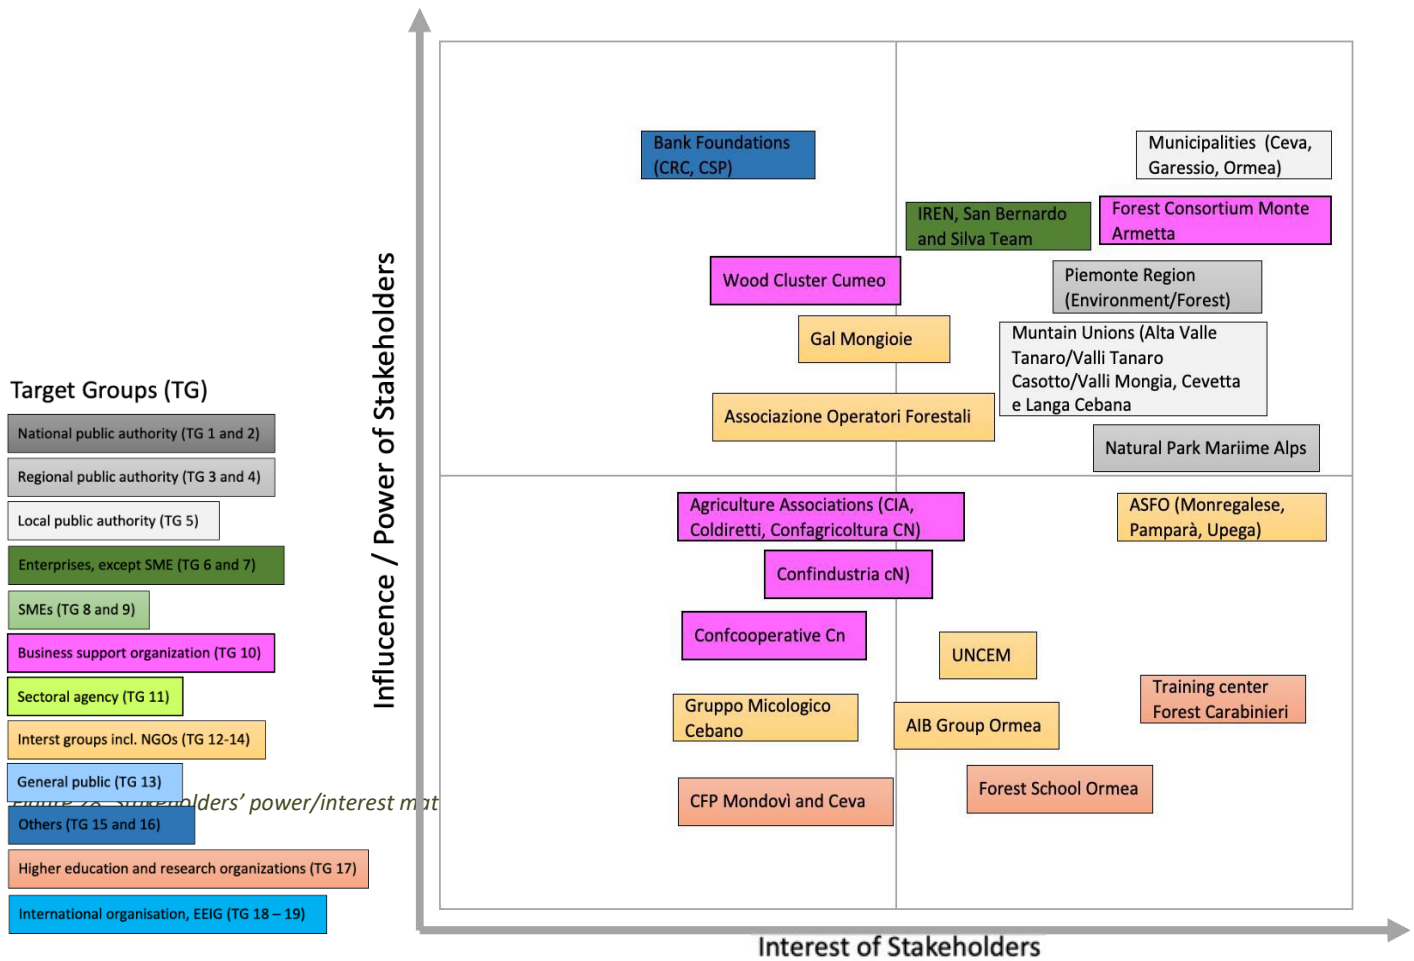 Bank Foundations
(CRC, CSP)
Municipalities (Ceva,
Garessio, Ormea)
IREN, San Bernardo
and Silva Team
Forest Consortium Monte
Armetta
Wood Cluster Cumeo
Piemonte Region
(Environment/Forest)
Gal Mongioie
Muntain Unions (Alta Valle
Tanaro/Valli Tanaro
Casotto/Valli Mongia, Cevetta
e Langa Cebana
Associazione Operatori Forestali
Natural Park Mariime Alps
Influcence / Power of Stakeholders
Agriculture Associations (CIA,
Coldiretti, Confagricoltura CN)
ASFO (Monregalese,
Pamparà, Upega)
Confindustria cN)
Confcooperative Cn
UNCEM
Training center
Forest Carabinieri
Gruppo Micologico
Cebano
AIB Group Ormea
CFP Mondovì and Ceva
Forest School Ormea
Interest of Stakeholders
Target Groups (TG)
National public authority (TG 1 and 2)
Regional public authority (TG 3 and 4)
Local public authority (TG 5)
Enterprises, except SME (TG 6 and 7)
SMEs (TG 8 and 9)
Business support organization (TG 10)
Sectoral agency (TG 11)
Interst groups incl. NGOs (TG 12-14)
General public (TG 13)
Figure 28. Stakeholders’ power/interest mat
Others (TG 15 and 16)
Higher education and research organizations (TG 17)
International organisation, EEIG (TG 18 – 19)